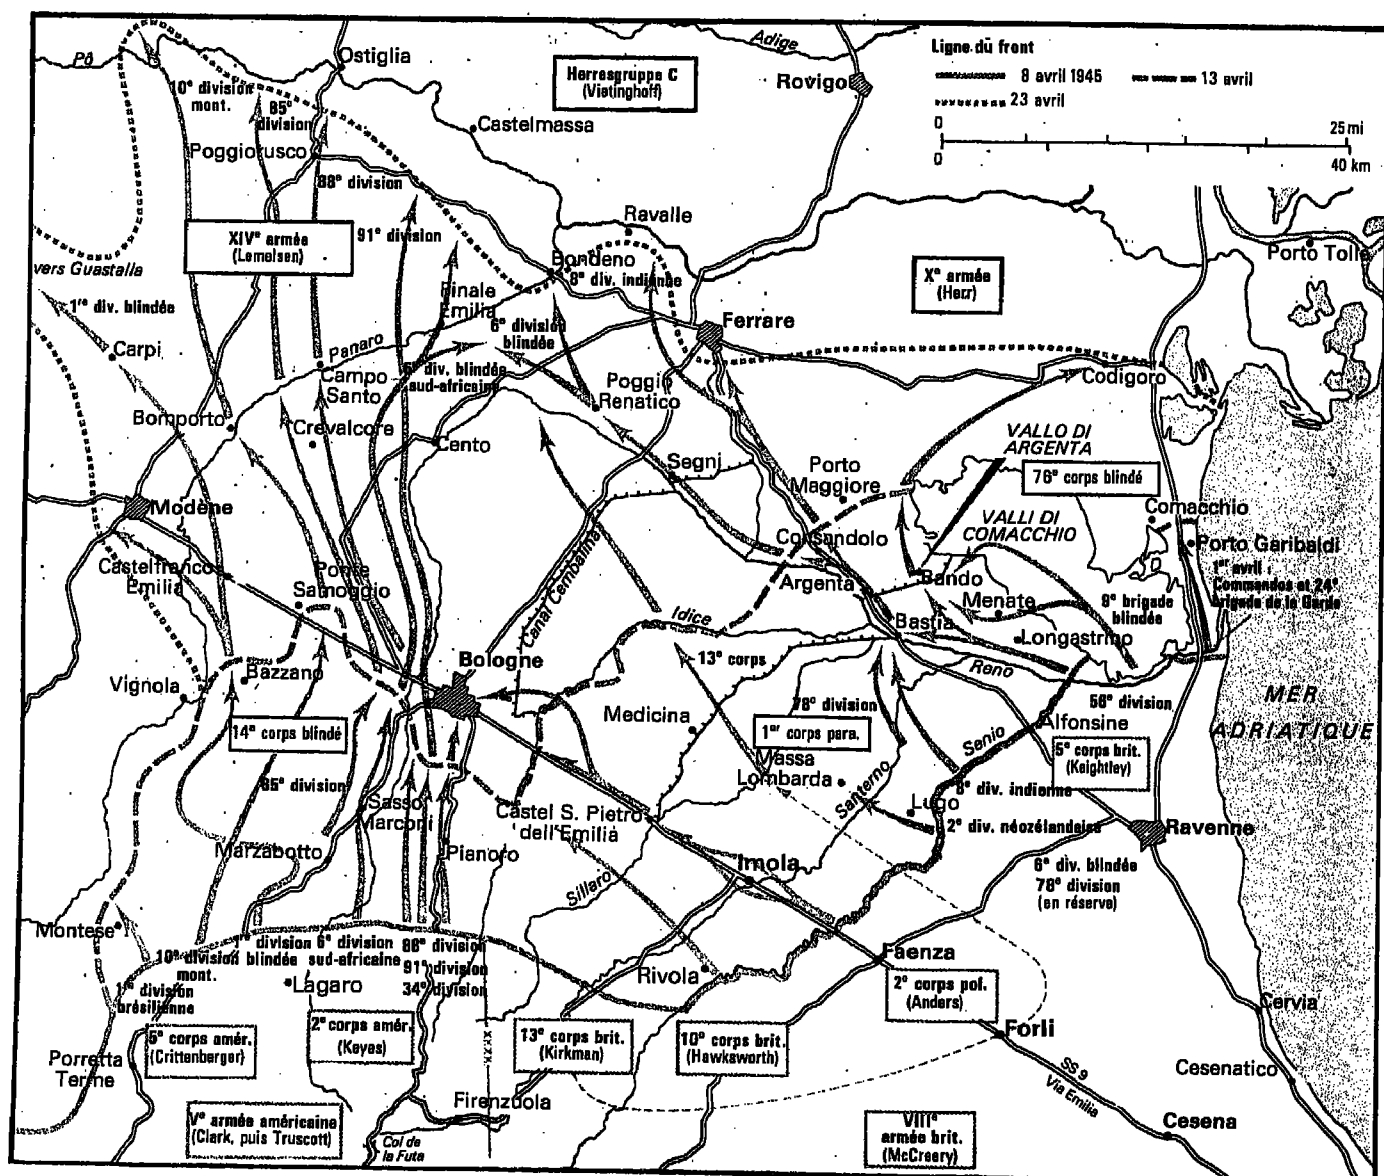 Pô
Ostiglia
Adige
Herresgruppe C
(Vietinghoff)
Rovigo
Ligne du front
8 avril 1945
13 avril
23 avril
0
25 mi
0
40 km
10e division
mont.
85e
division
Castelmassa
Poggiorusco
88e division
Ravalle
XIVe armée
(Lemelsen)
91e division
Porto Tolle
vers Guastalla
Bondeno
8e div. indienne
Xe armée
(Herr)
1re div. blindée
Finale
Emilia
6e division
blindée
Ferrare
Carpi
Panaro
Campo
Santo
6e div. blindée
sud-africaine
Poggio
Renatico
Codigoro
Bomporto
Crevalcore
Cento
VALLO DI
ARGENTA
Segni
Porto
Maggiore
76e corps blindé
Modène
Comacchio
VALLI DI
COMACCHIO
Consandolo
Porto Garibaldi
Castelfranco
Emilia
Ponte
Samoggia
Canal Cembalina
Argenta
Bando
1er avril :
Commandos et 24e
brigade de la Garde
Menate
9e brigade
blindée
Idice
Bastia
Longastrino
Bologne
13e corps
Reno
Bazzano
Vignola
56e division
MER
ADRIATIQUE
Medicina
78e division
Alfonsine
14e corps blindé
1er corps para.
Senio
5e corps brit.
(Keightley)
Massa
Lombarda
Santerno
85e division
8e div. indienne
Sasso
Marconi
Castel S. Pietro
dell'Emilia
Lugo
2e div. néozélandaise
Ravenne
Marzabotto
Pianoro
Imola
6e div. blindée
78e division
(en réserve)
Sillaro
Montese
10e division
mont.
1re division
blindée
6e division
sud-africaine
88e division
91e division
34e division
Faenza
Rivola
1re division
brésilienne
Lagaro
2e corps pol.
(Anders)
Cervia
5e corps amér.
(Crittenberger)
2e corps amér.
(Keyes)
13e corps brit.
(Kirkman)
10e corps brit.
(Hawksworth)
Forli
Porretta
Terme
XXXX
SS 9
Via Emilia
Cesenatico
Firenzuola
Ve armée américaine
(Clark, puis Truscott)
Col de
la Futa
VIIIe
armée brit.
(McCreery)
Cesena